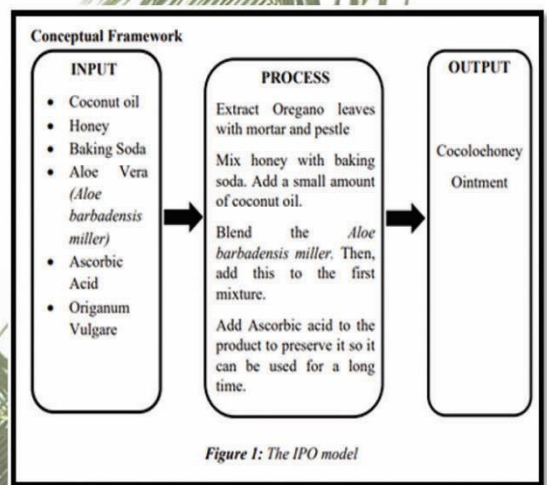 Conceptual Framework
INPUT
• Coconut oil
• Honey
• Baking Soda
• Aloe Vera
(Aloe
barbadensis
miller)
• Ascorbic
Acid
• Origanum
Vulgare
PROCESS
Extract Oregano leaves
with mortar and pestle
Mix honey with baking
soda. Add a small amount
of coconut oil.
Blend the Aloe
barbadensis miller. Then,
add this to the first
mixture.
Add Ascorbic acid to the
product to preserve it so it
can be used for a long
time.
OUTPUT
Cocoloehoney
Ointment
Figure 1: The IPO model